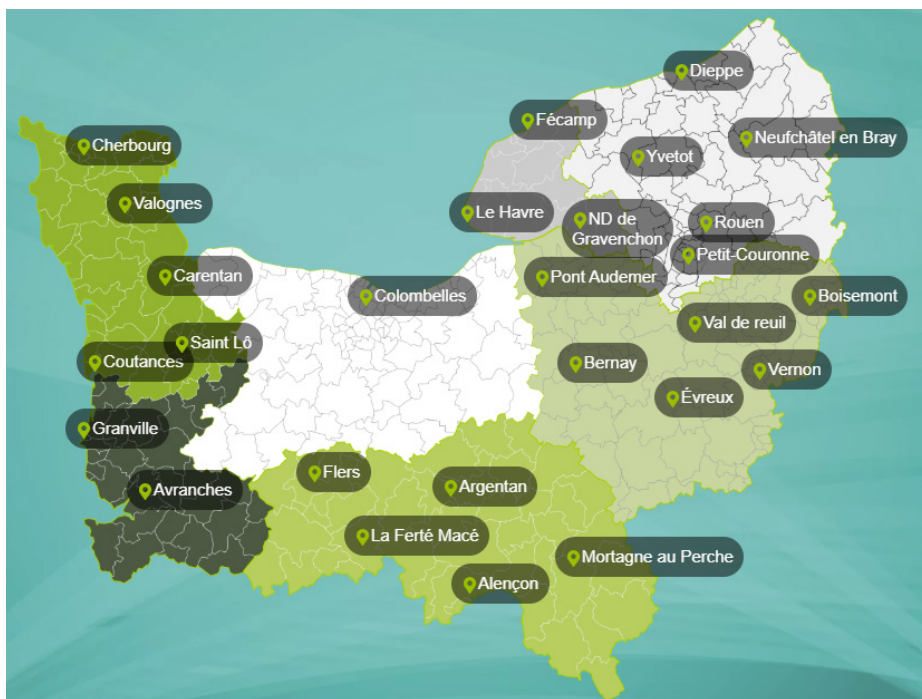 Dieppe
Fécamp
Neufchâtel en Bray
Cherbourg
Yvetot
Valognes
Le Havre
ND de
Gravenchon
Rouen
Petit-Couronne
Carentan
Pont Audemer
Colombelles
Boisemont
Val de reuil
Saint Lô
Coutances
Bernay
Vernon
Évreux
Granville
Flers
Argentan
Avranches
La Ferté Macé
Mortagne au Perche
Alençon